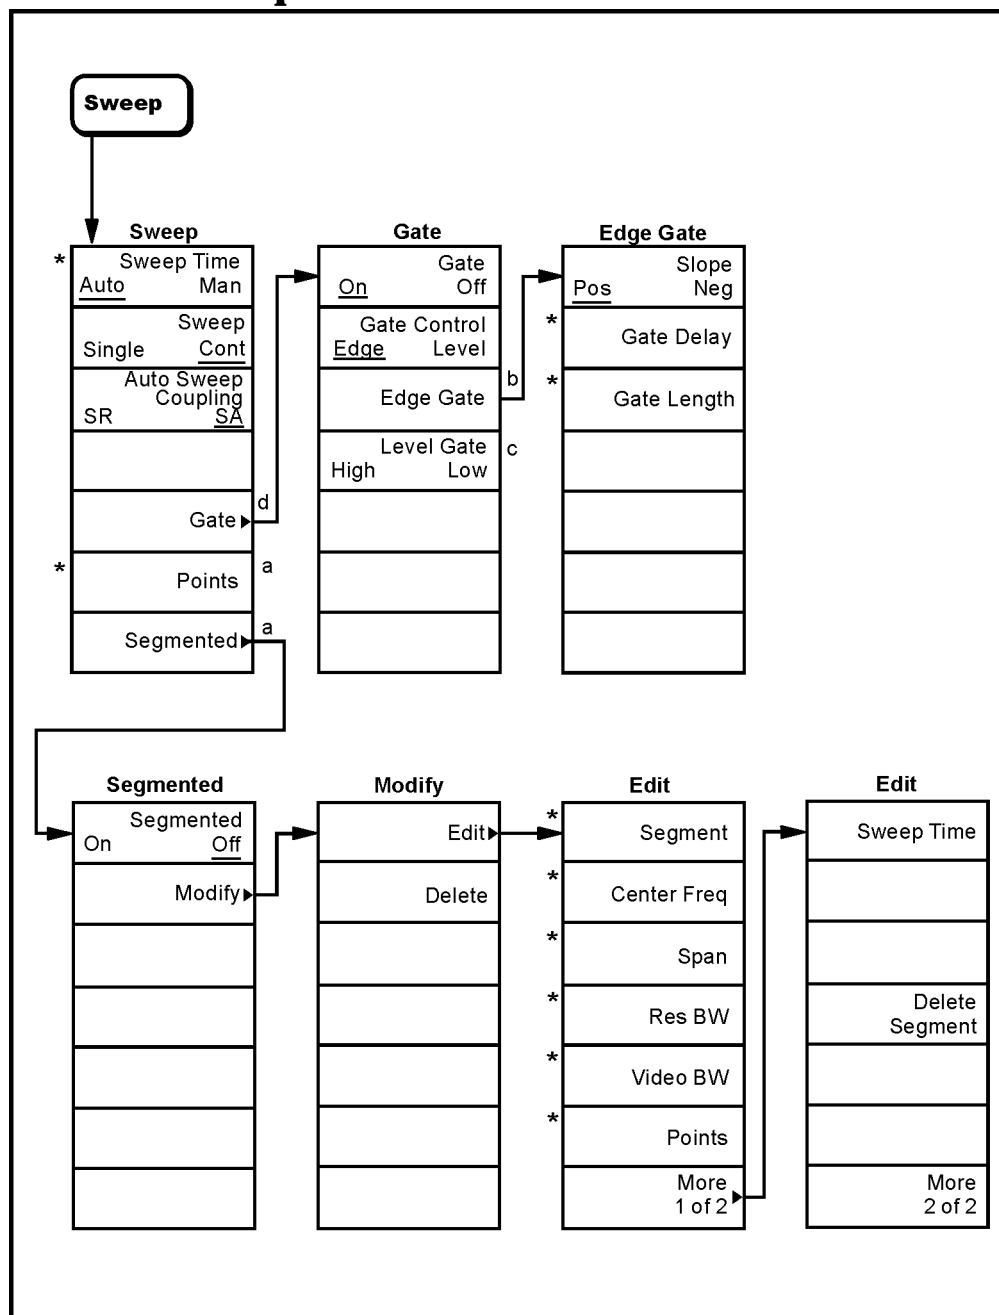 Sweep
Sweep
*
Sweep Time
Auto Man
Sweep
Single Cont
Auto Sweep
Coupling
SR SA
d
Gate
*
a
Points
a
Segmented
Gate
Gate
On Off
Gate Control
Edge Level
b
Edge Gate
c
Level Gate
High Low
Edge Gate
Slope
Pos Neg
*
Gate Delay
*
Gate Length
Segmented
Segmented
On Off
Modify
Modify
Edit
Delete
Edit
*
Segment
*
Center Freq
*
Span
*
Res BW
*
Video BW
*
Points
More
1 of 2
Edit
Sweep Time
Delete
Segment
More
2 of 2